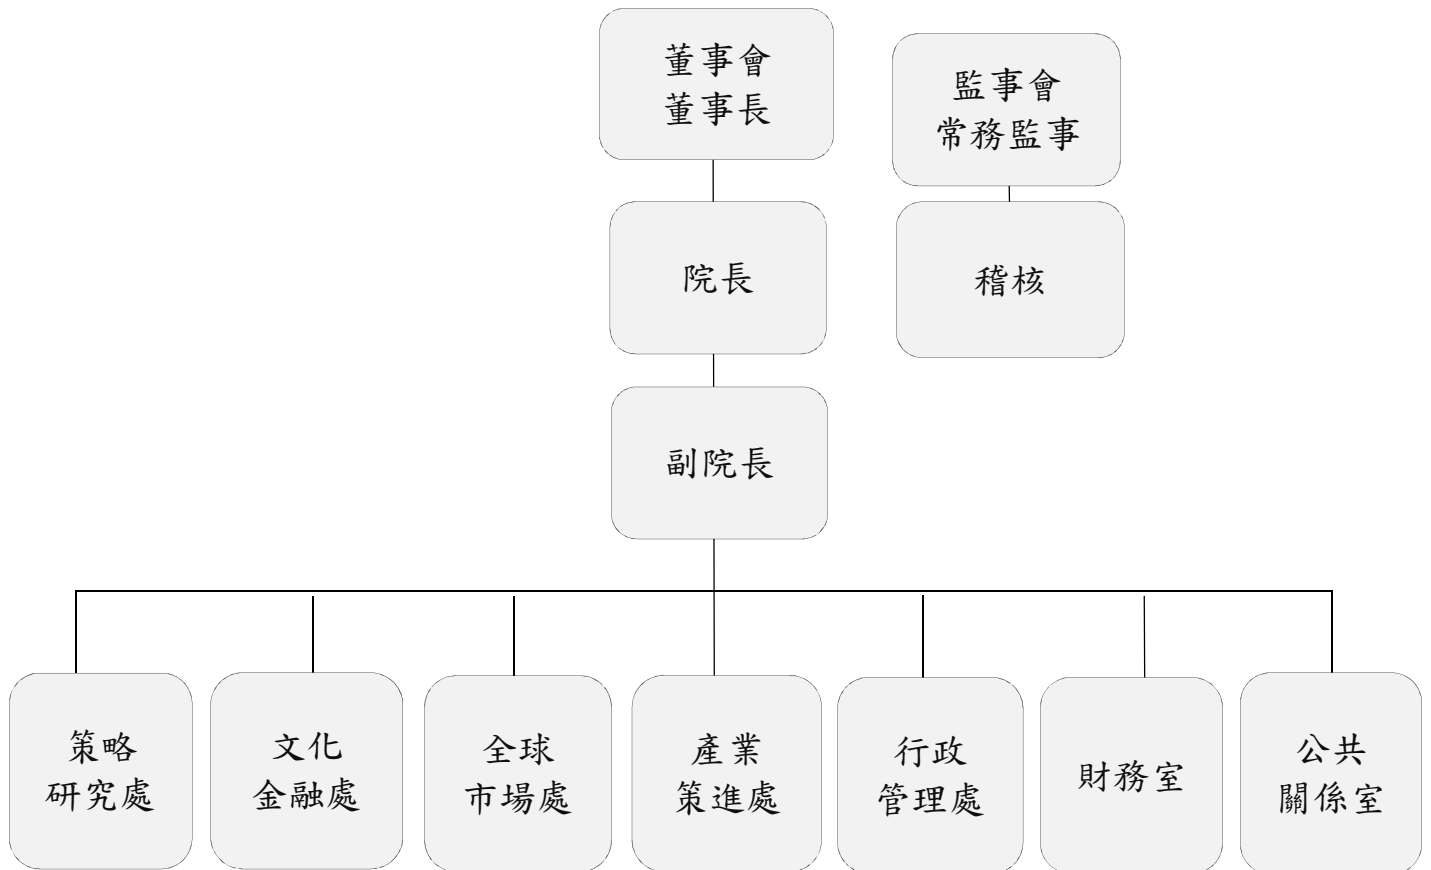 董事會
董事長
監事會
常務監事
院長
稽核
副院長
策略
研究處
文化
金融處
全球
市場處
產業
策進處
行政
管理處
財務室
公共
關係室